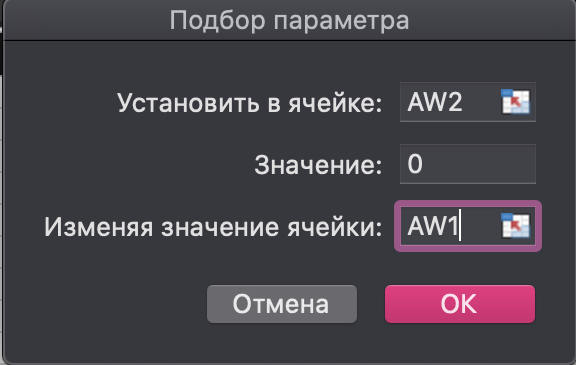 Подбор параметра
Установить в ячейке: AW2
Значение: 0
Изменяя значение ячейки: AW1
Отмена OK